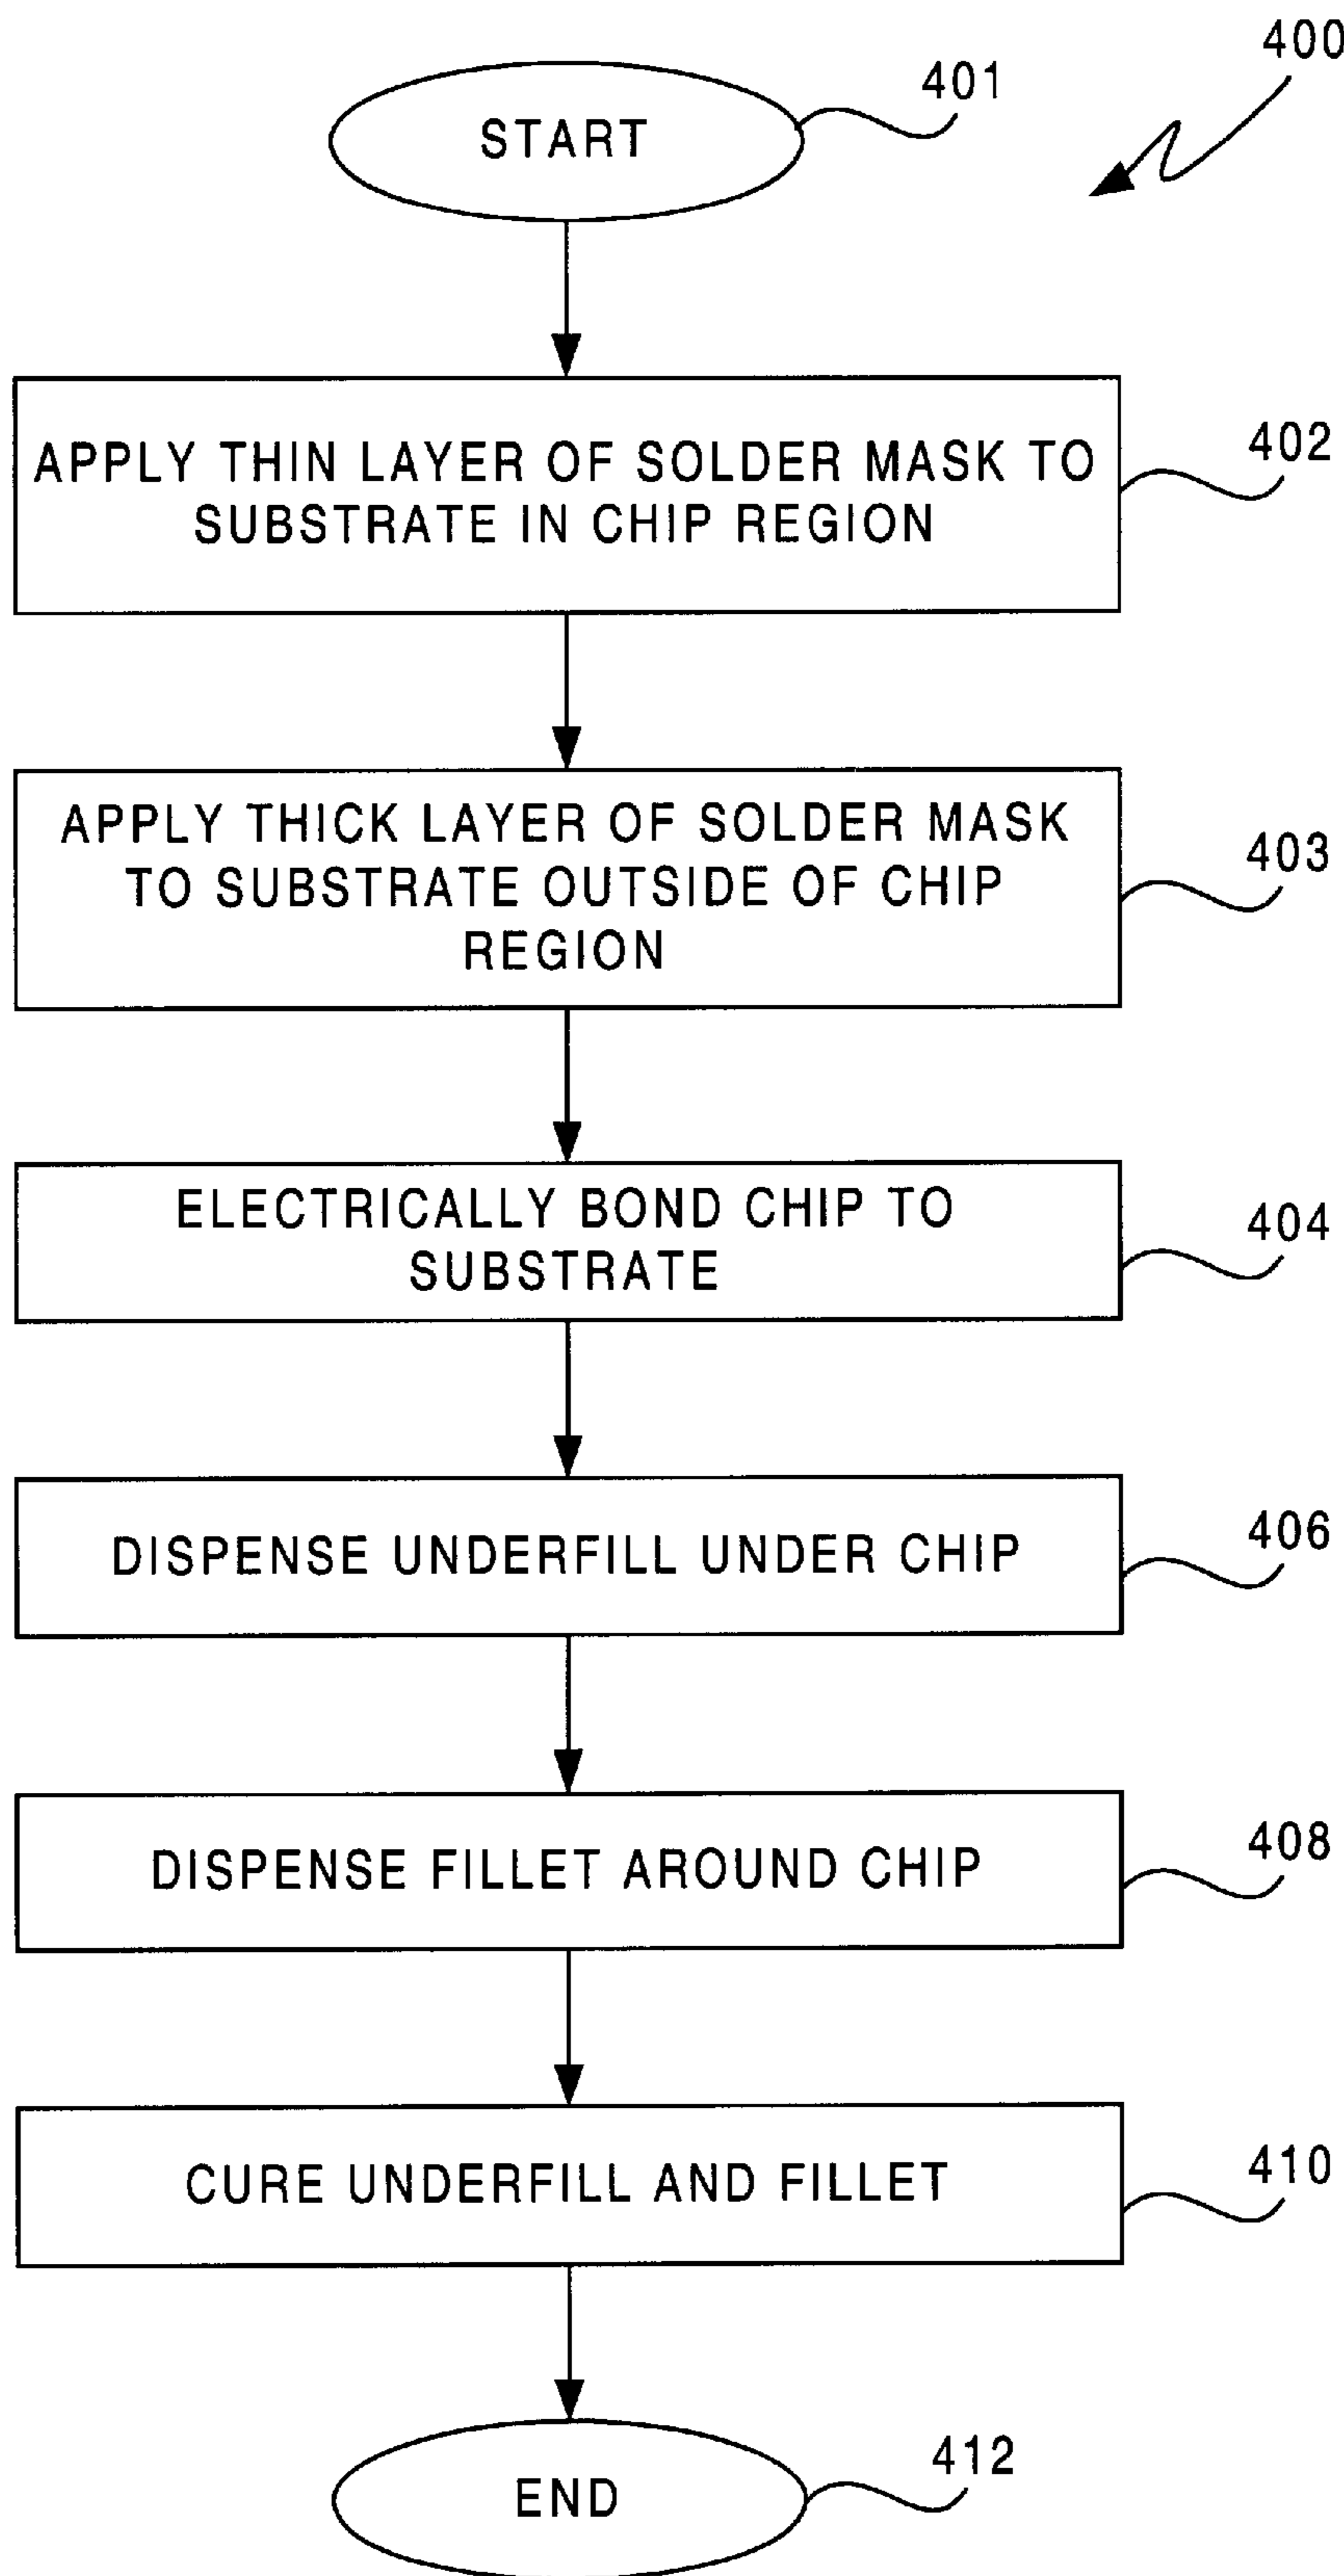 400
START
401
APPLY THIN LAYER OF SOLDER MASK TO
SUBSTRATE IN CHIP REGION
402
APPLY THICK LAYER OF SOLDER MASK
TO SUBSTRATE OUTSIDE OF CHIP
REGION
403
ELECTRICALLY BOND CHIP TO
SUBSTRATE
404
DISPENSE UNDERFILL UNDER CHIP
406
DISPENSE FILLET AROUND CHIP
408
CURE UNDERFILL AND FILLET
410
END
412